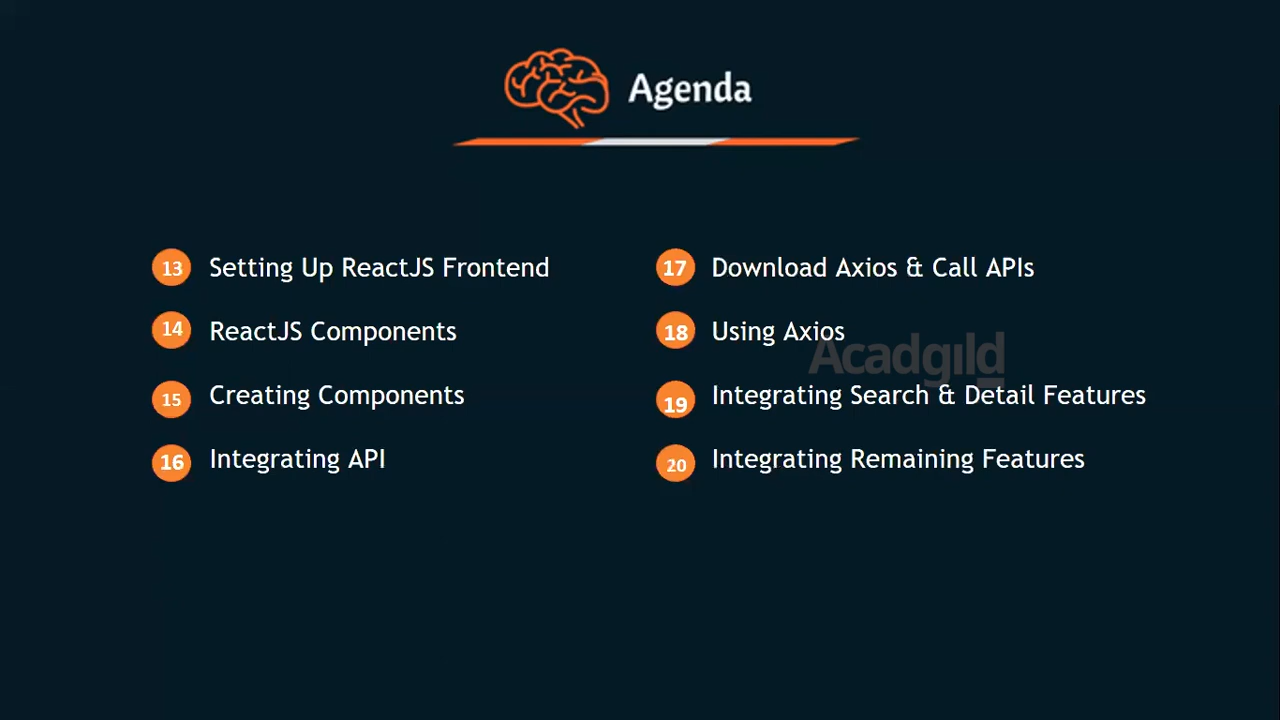 Agenda
13 Setting Up ReactJS Frontend
14 ReactJS Components
15 Creating Components
16 Integrating API
17 Download Axios & Call APIs
18 Using Axios
Acadgild
19 Integrating Search & Detail Features
20 Integrating Remaining Features